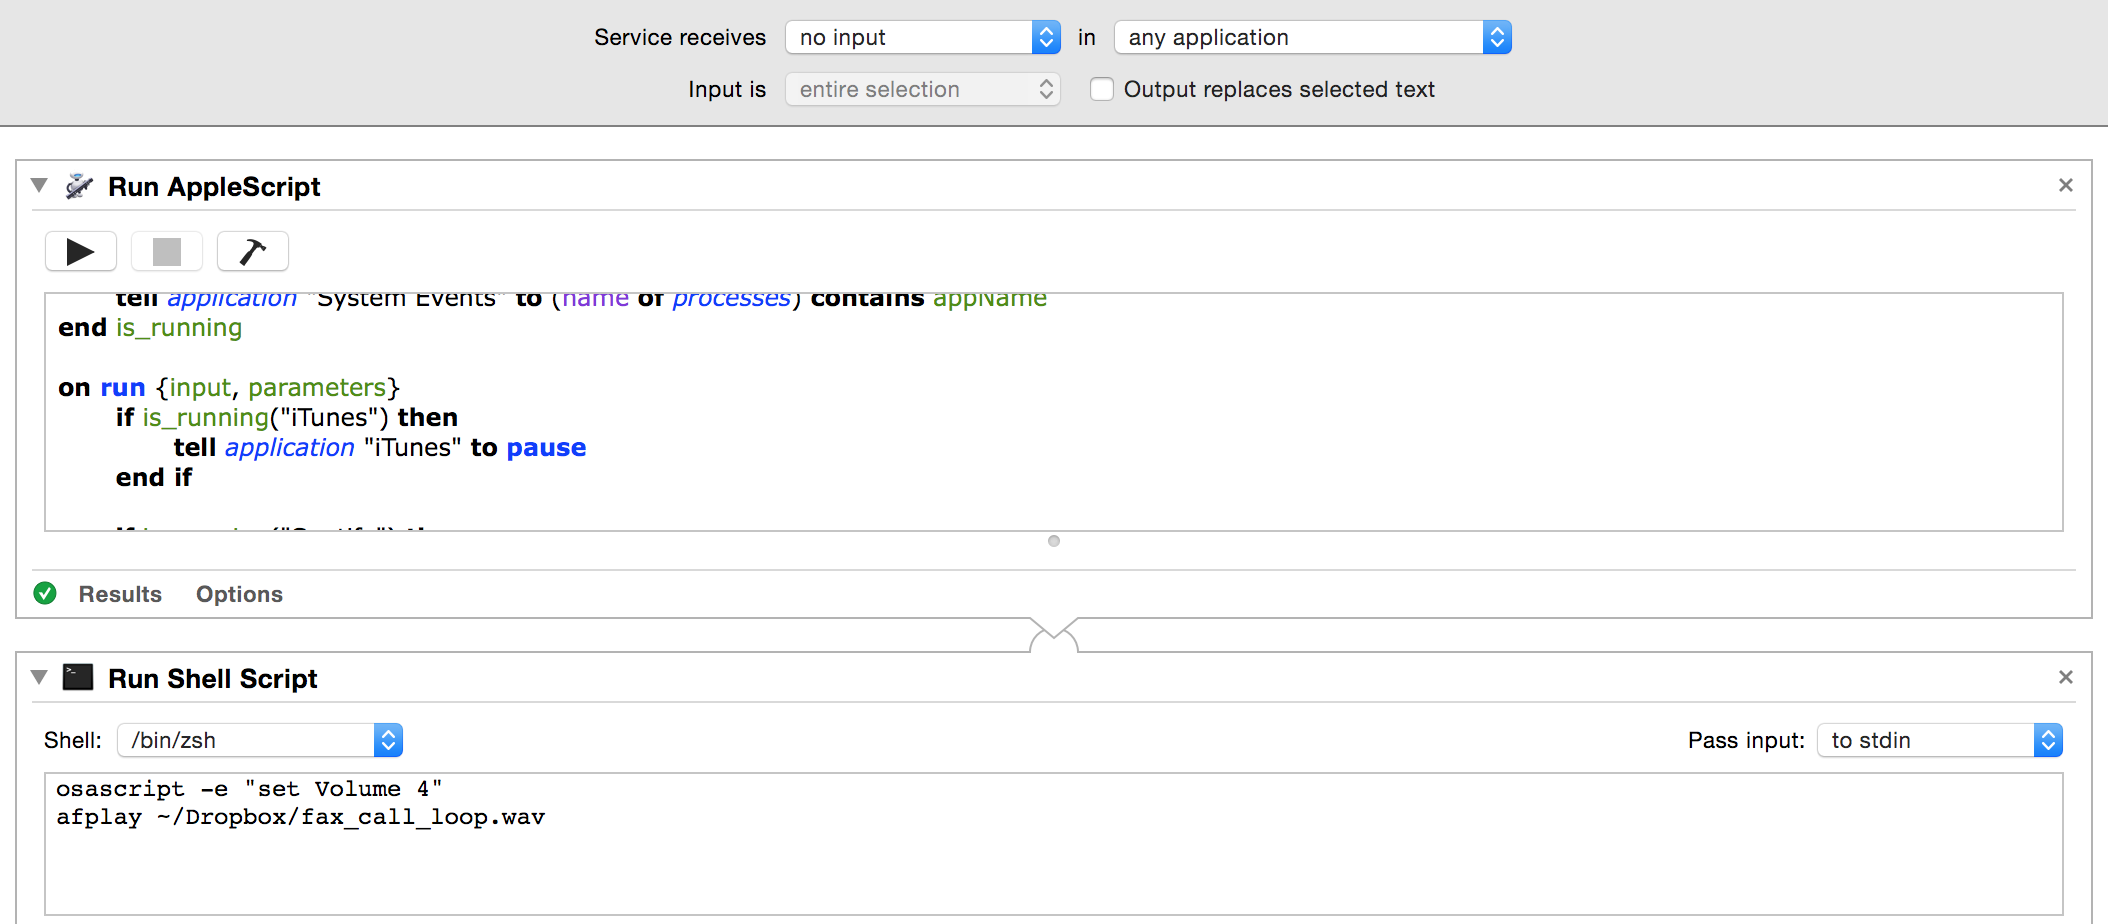 Service receives no input in any application
Input is entire selection Output replaces selected text
Run AppleScript
tell application "System Events" to (name of processes) contains appName
end is_running
on run {input, parameters}
if is_running("iTunes") then
tell application "iTunes" to pause
end if
Results Options
>_
Run Shell Script
Shell: /bin/zsh Pass input: to stdin
osascript -e "set Volume 4"
afplay ~/Dropbox/fax_call_loop.wav